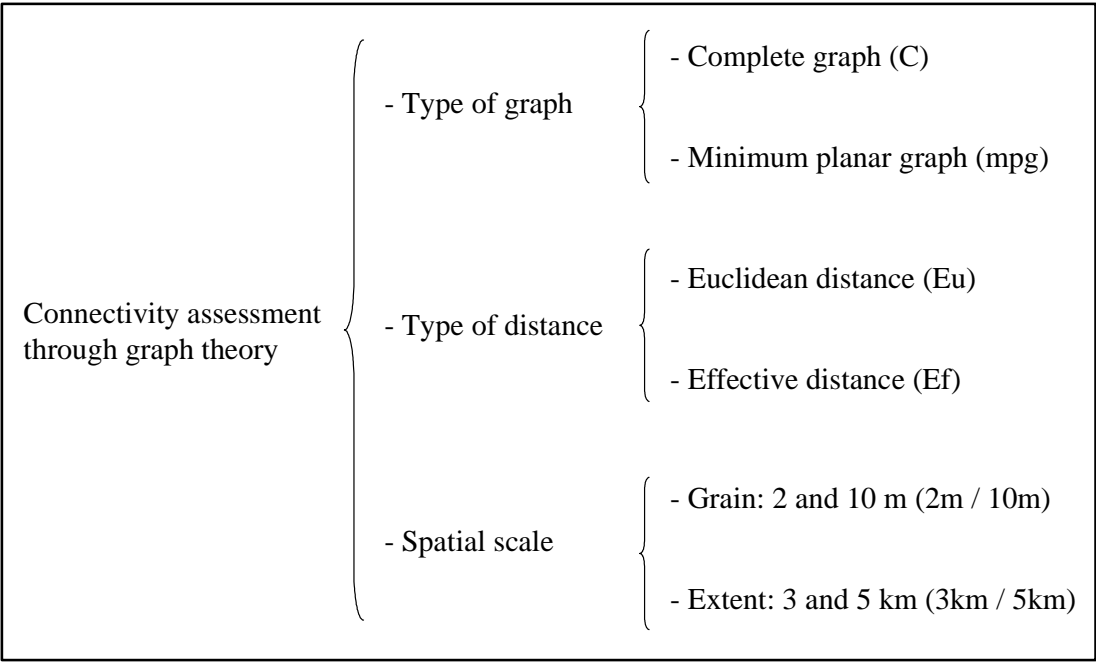 Connectivity assessment
through graph theory
- Type of graph
- Complete graph (C)
- Minimum planar graph (mpg)
- Type of distance
- Euclidean distance (Eu)
- Effective distance (Ef)
- Spatial scale
- Grain: 2 and 10 m (2m / 10m)
- Extent: 3 and 5 km (3km / 5km)